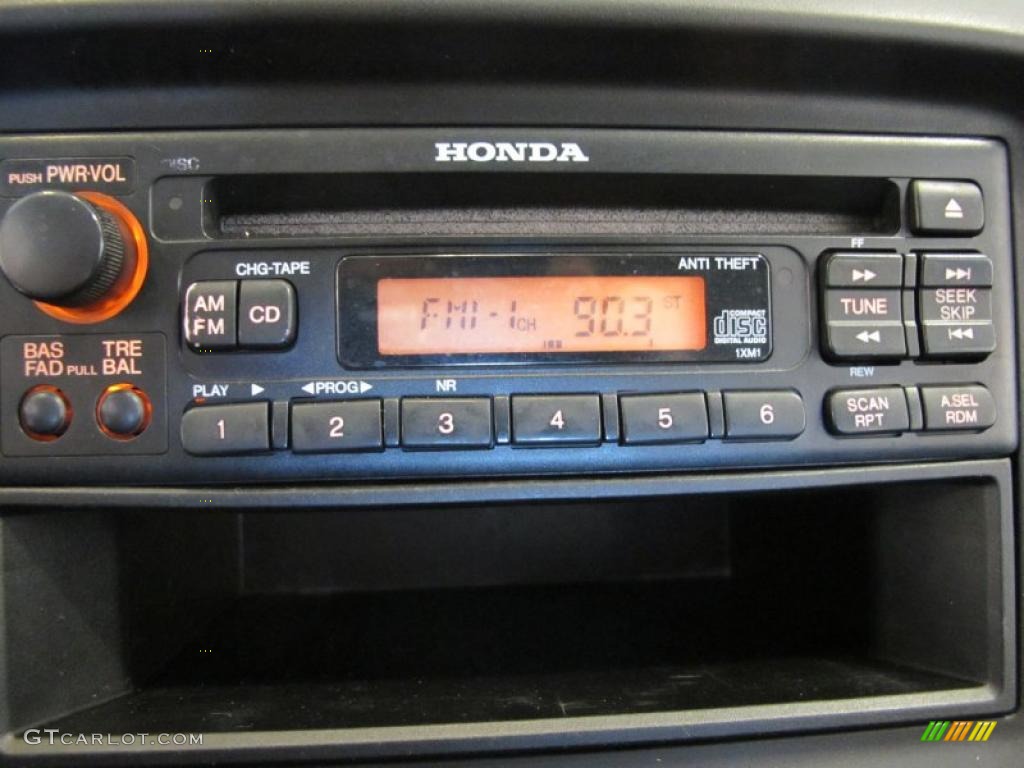 HONDA
PUSH PWR·VOL
DISC
CHG-TAPE
ANTI THEFT
FF
AM
FM
CD
FM1-1CH 90.3 ST
COMPACT
disc
DIGITAL AUDIO
1XM1
TUNE
SEEK
SKIP
REW
BAS
FAD PULL
TRE
BAL
PLAY
PROG
NR
1
2
3
4
5
6
SCAN
RPT
A.SEL
RDM
GTCARLOT.COM